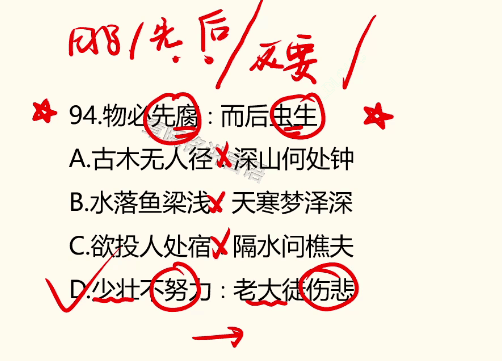 即/先后/反要/
94.物必先腐：而后虫生
A.古木无人径：深山何处钟
B.水落鱼梁浅：天寒梦泽深
C.欲投人处宿：隔水问樵夫
D.少壮不努力：老大徒伤悲